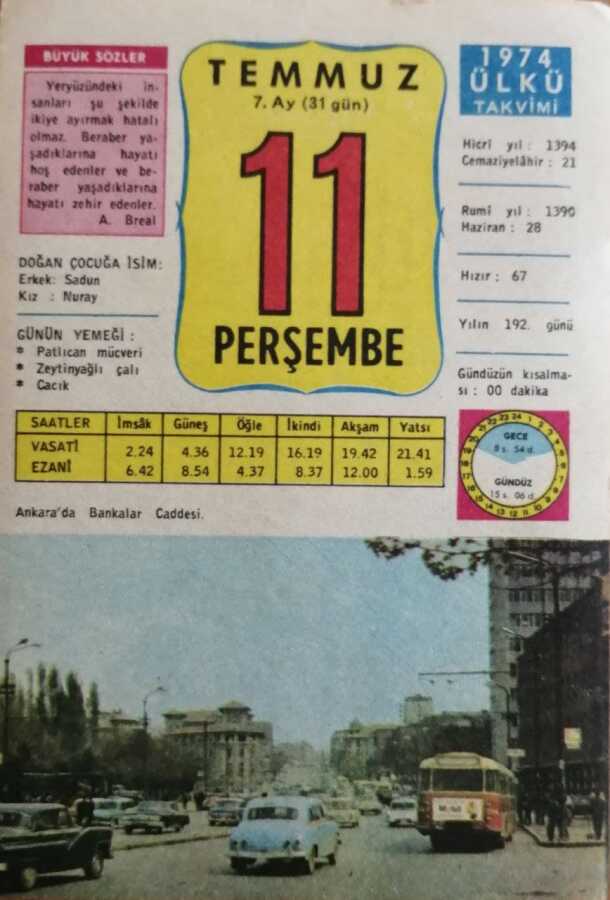 BÜYÜK SÖZLER
Yeryüzündeki in-
sanları şu şekilde
ikiye ayırmak hatalı
olmaz. Beraber ya-
şadıklarına hayatı
hoş edenler ve be-
raber yaşadıklarına
hayatı zehir edenler.
A. Breal
DOĞAN ÇOCUĞA İSİM:
Erkek: Sadun
Kız : Nuray
GÜNÜN YEMEĞİ :
* Patlıcan mücveri
* Zeytinyağlı çalı
* Cacık
TEMMUZ
7. Ay (31 gün)
11
PERŞEMBE
1974
ÜLKÜ
TAKVİMİ
Hicrî yıl : 1394
Cemaziyelâhir : 21
Rumî yıl : 1390
Haziran : 28
Hızır : 67
Yılın 192. günü
Gündüzün kısalma-
sı : 00 dakika
SAATLER İmsâk Güneş Öğle İkindi Akşam Yatsı
VASATÎ 2.24 4.36 12.19 16.19 19.42 21.41
EZANÎ 6.42 8.54 4.37 8.37 12.00 1.59
GECE
8 s. 54 d.
GÜNDÜZ
15 s. 06 d.
Ankara'da Bankalar Caddesi.